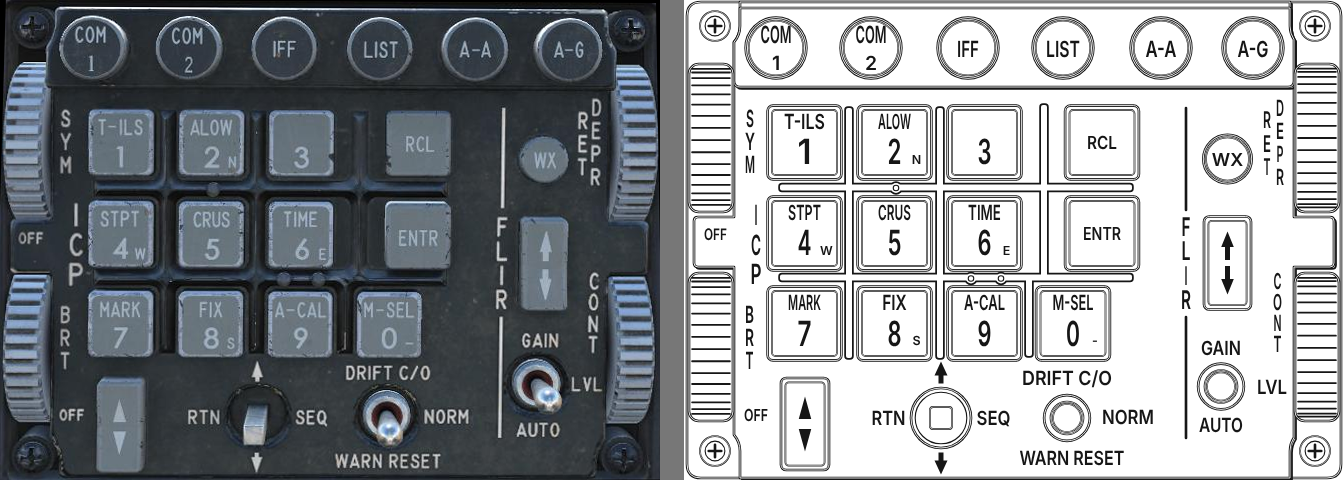 COM 1
COM 2
IFF
LIST
A-A
A-G
SYM
T-ILS 1
ALOW 2 N
3
RCL
WX
RET
DEPR
OFF
ICP
STPT 4 W
CRUS 5
TIME 6 E
ENTR
FLIR
BRT
MARK 7
FIX 8 S
A-CAL 9
M-SEL 0 -
CONT
GAIN
LVL
AUTO
DRIFT C/O
OFF
RTN
SEQ
NORM
WARN RESET
COM 1
COM 2
IFF
LIST
A-A
A-G
SYM
T-ILS 1
ALOW 2 N
3
RCL
WX
RET
DEPR
OFF
ICP
STPT 4 W
CRUS 5
TIME 6 E
ENTR
FLIR
BRT
MARK 7
FIX 8 S
A-CAL 9
M-SEL 0 -
CONT
GAIN
LVL
AUTO
DRIFT C/O
OFF
RTN
SEQ
NORM
WARN RESET